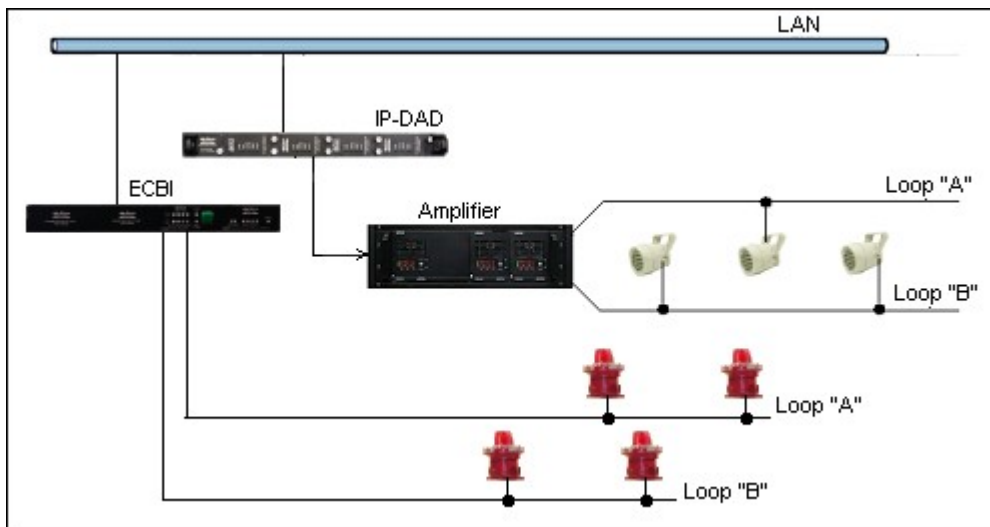 LAN
IP-DAD
ECBI
Loop "A"
Amplifier
Loop "B"
Loop "A"
Loop "B"